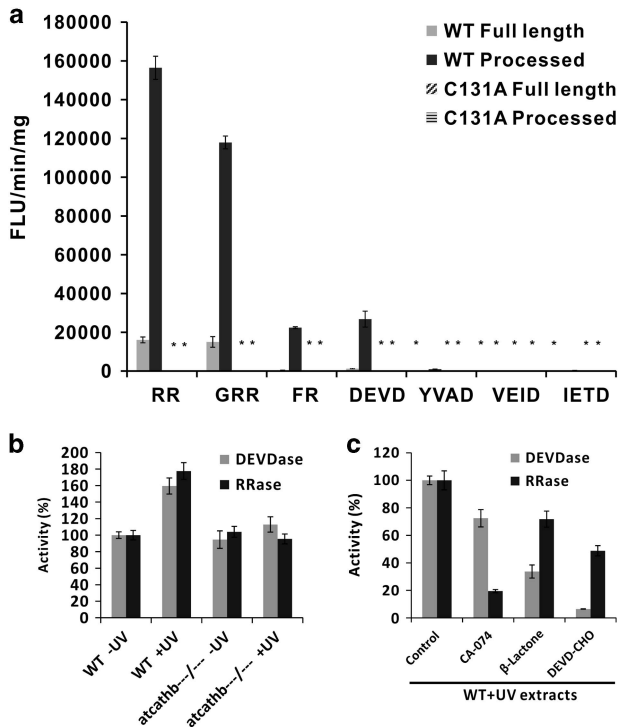 a
WT Full length
WT Processed
C131A Full length
C131A Processed
FLU/min/mg
180000
160000
140000
120000
100000
80000
60000
40000
20000
0
* * * * * * * * * * * * * * * * * *
RR GRR FR DEVD YVAD VEID IETD
b
DEVDase
RRase
Activity (%)
200
180
160
140
120
100
80
60
40
20
0
WT -UV
WT +UV
atcathb---/--- -UV
atcathb---/--- +UV
c
DEVDase
RRase
Activity (%)
120
100
80
60
40
20
0
Control
CA-074
β-Lactone
DEVD-CHO
WT+UV extracts